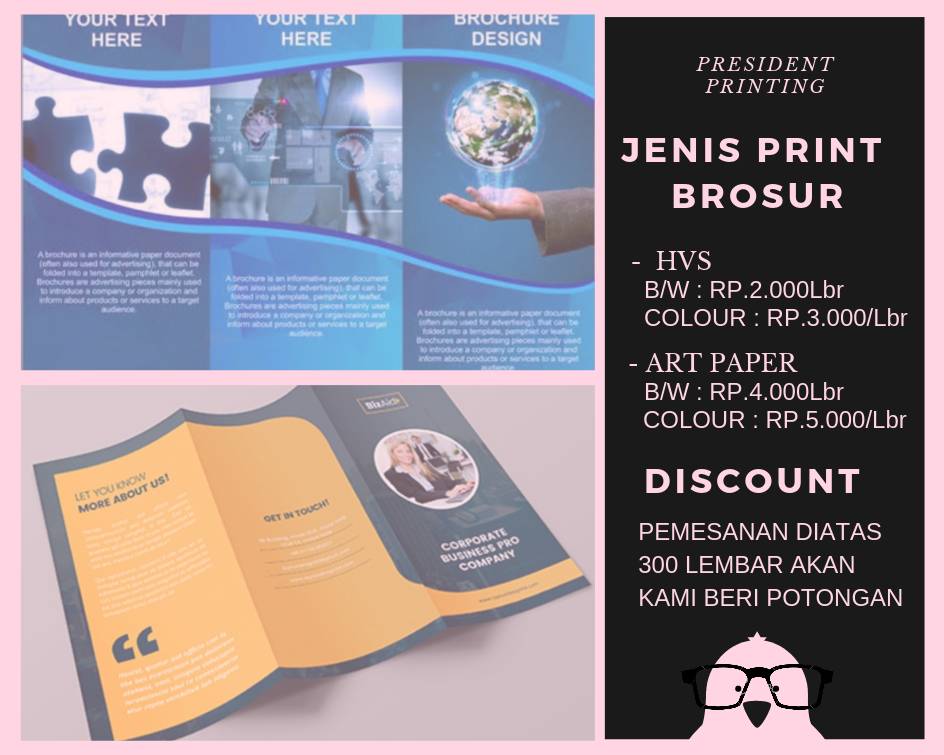 YOUR TEXT
HERE
YOUR TEXT
HERE
BROCHURE
DESIGN
A brochure is an informative paper document
(often also used for advertising), that can be
folded into a template, pamphlet or leaflet.
Brochures are advertising pieces mainly used
to introduce a company or organization and
inform about products or services to a target
audience.
A brochure is an informative paper document
(often also used for advertising), that can be
folded into a template, pamphlet or leaflet.
Brochures are advertising pieces mainly used
to introduce a company or organization and
inform about products or services to a target
audience.
A brochure is an informative paper document
(often also used for advertising), that can be
folded into a template, pamphlet or leaflet.
Brochures are advertising pieces mainly used
to introduce a company or organization and
inform about products or services to a target
audience.
LET YOU KNOW
MORE ABOUT US!
GET IN TOUCH!
BizAid
CORPORATE
BUSINESS PRO
COMPANY
PRESIDENT
PRINTING
JENIS PRINT
BROSUR
- HVS
B/W : RP.2.000Lbr
COLOUR : RP.3.000/Lbr
- ART PAPER
B/W : RP.4.000Lbr
COLOUR : RP.5.000/Lbr
DISCOUNT
PEMESANAN DIATAS
300 LEMBAR AKAN
KAMI BERI POTONGAN